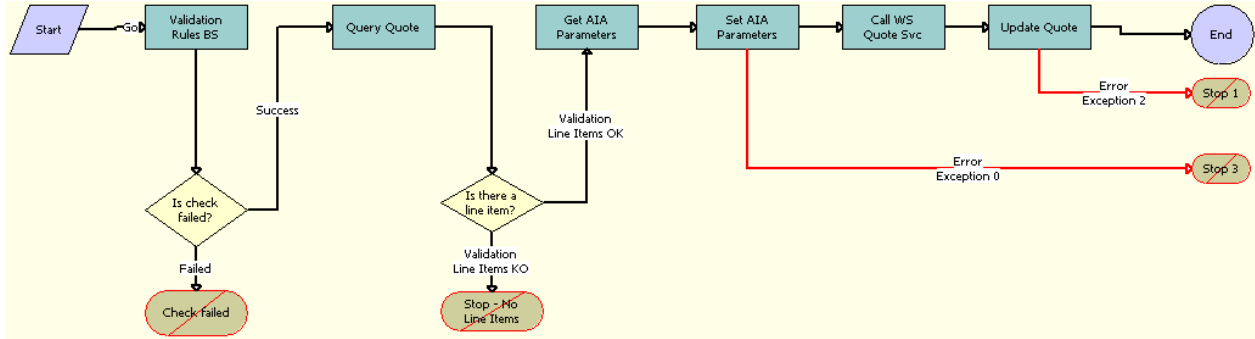 Start
Go
Validation
Rules BS
Query Quote
Get AIA
Parameters
Set AIA
Parameters
Call WS
Quote Svc
Update Quote
End
Success
Validation
Line Items OK
Error
Exception 2
Stop 1
Error
Exception 0
Stop 3
Is check
failed?
Is there a
line item?
Failed
Validation
Line Items KO
Check failed
Stop - No
Line Items